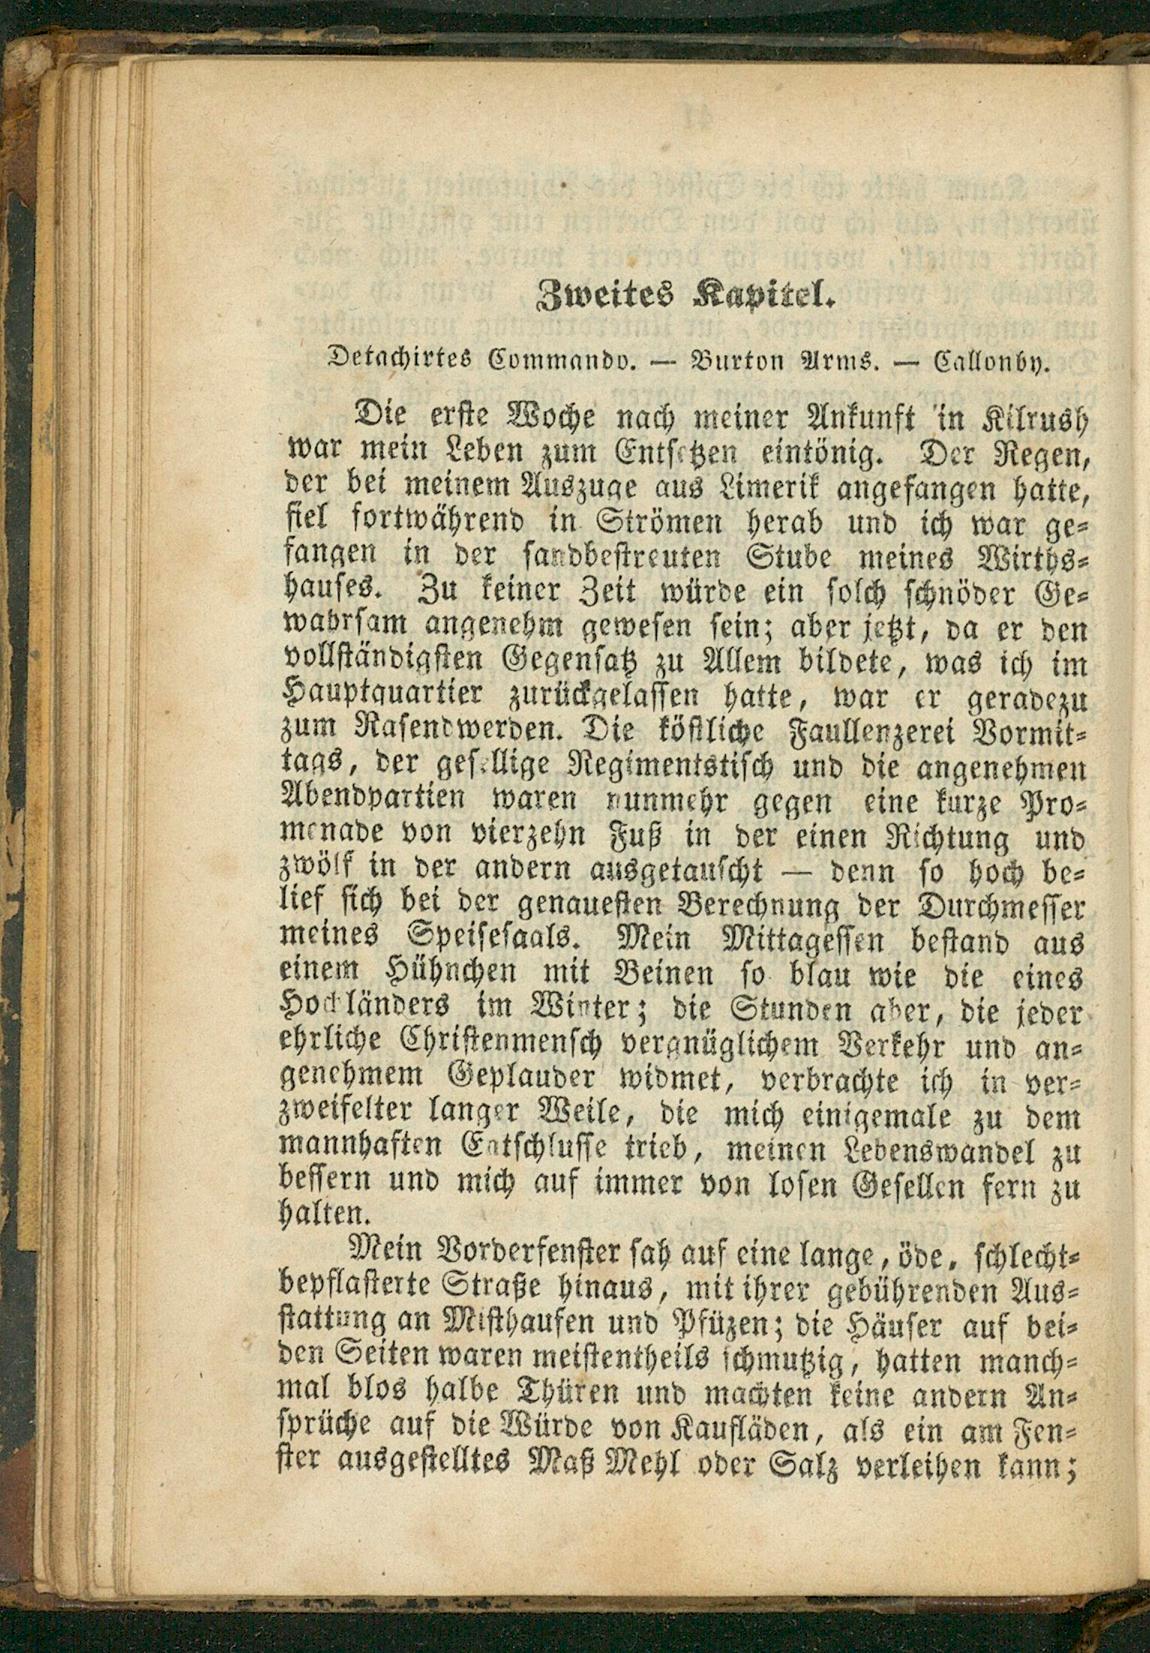 Zweites Kapitel.
Detachirtes Commando. — Burton Arms. — Callonby.
Die erste Woche nach meiner Ankunft in Kilrush
war mein Leben zum Entsetzen eintönig. Der Regen,
der bei meinem Auszuge aus Limerik angefangen hatte,
fiel fortwährend in Strömen herab und ich war ge-
fangen in der sandbestreuten Stube meines Wirths-
hauses. Zu keiner Zeit würde ein solch schnöder Ge-
wahrsam angenehm gewesen sein; aber jetzt, da er den
vollständigsten Gegensatz zu Allem bildete, was ich im
Hauptquartier zurückgelassen hatte, war er geradezu
zum Rasendwerden. Die köstliche Faullenzerei Vormit-
tags, der gesellige Regimentstisch und die angenehmen
Abendpartien waren nunmehr gegen eine kurze Pro-
menade von vierzehn Fuß in der einen Richtung und
zwölf in der andern ausgetauscht — denn so hoch be-
lief sich bei der genauesten Berechnung der Durchmesser
meines Speisesaals. Mein Mittagessen bestand aus
einem Hühnchen mit Beinen so blau wie die eines
Hochländers im Winter; die Stunden aber, die jeder
ehrliche Christenmensch vergnüglichem Verkehr und an-
genehmem Geplauder widmet, verbrachte ich in ver-
zweifelter langer Weile, die mich einigemale zu dem
mannhaften Entschlusse trieb, meinen Lebenswandel zu
bessern und mich auf immer von losen Gesellen fern zu
halten.
Mein Vorderfenster sah auf eine lange, öde, schlecht-
bepflasterte Straße hinaus, mit ihrer gebührenden Aus-
stattung an Misthaufen und Pfüzen; die Häuser auf bei-
den Seiten waren meistentheils schmutzig, hatten manch-
mal blos halbe Thüren und machten keine andern An-
sprüche auf die Würde von Kaufläden, als ein am Fen-
ster ausgestelltes Maß Mehl oder Salz verleihen kann;